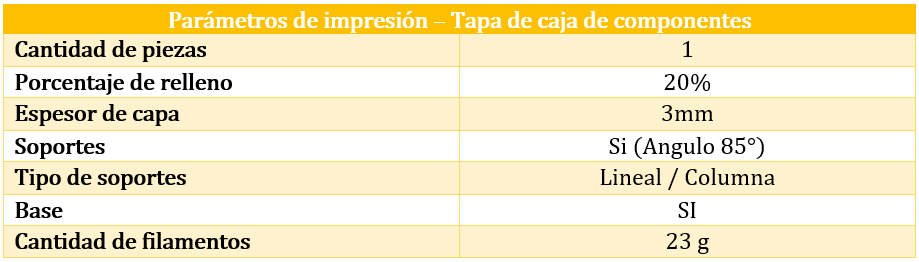 Parámetros de impresión – Tapa de caja de componentes
Cantidad de piezas 1
Porcentaje de relleno 20%
Espesor de capa 3mm
Soportes Si (Angulo 85°)
Tipo de soportes Lineal / Columna
Base SI
Cantidad de filamentos 23 g